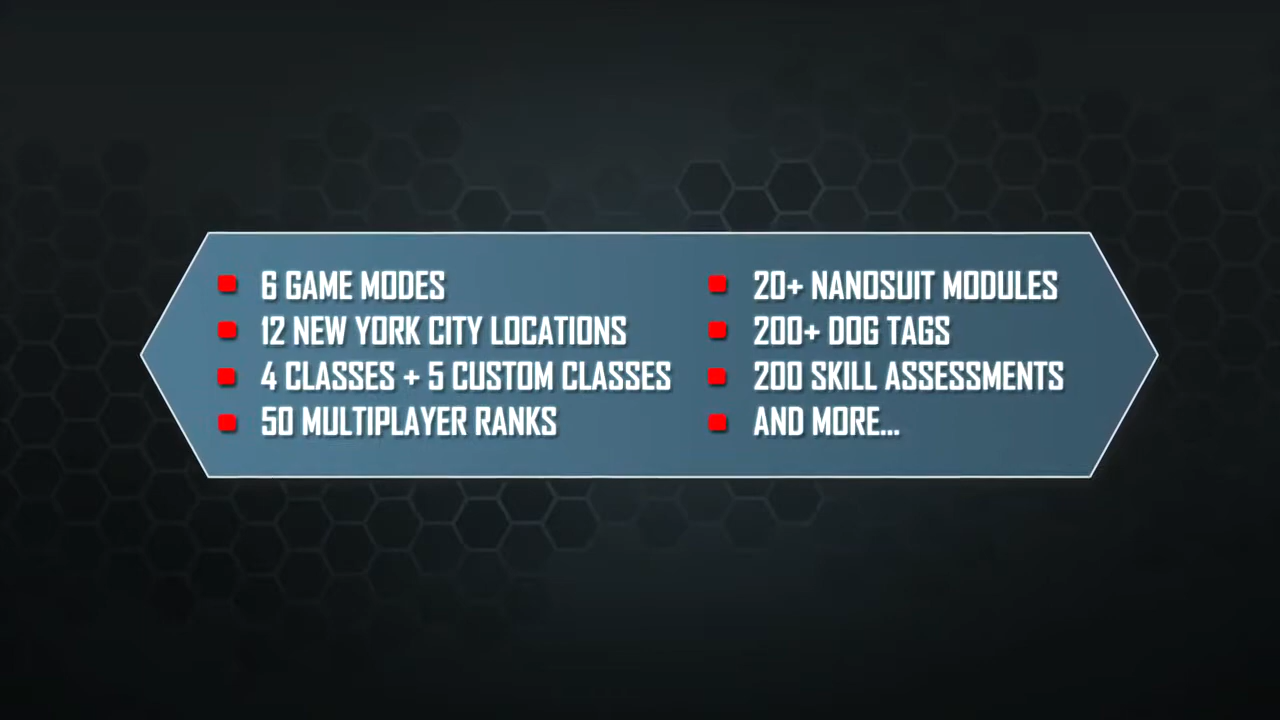 6 GAME MODES
12 NEW YORK CITY LOCATIONS
4 CLASSES + 5 CUSTOM CLASSES
50 MULTIPLAYER RANKS
20+ NANOSUIT MODULES
200+ DOG TAGS
200 SKILL ASSESSMENTS
AND MORE...